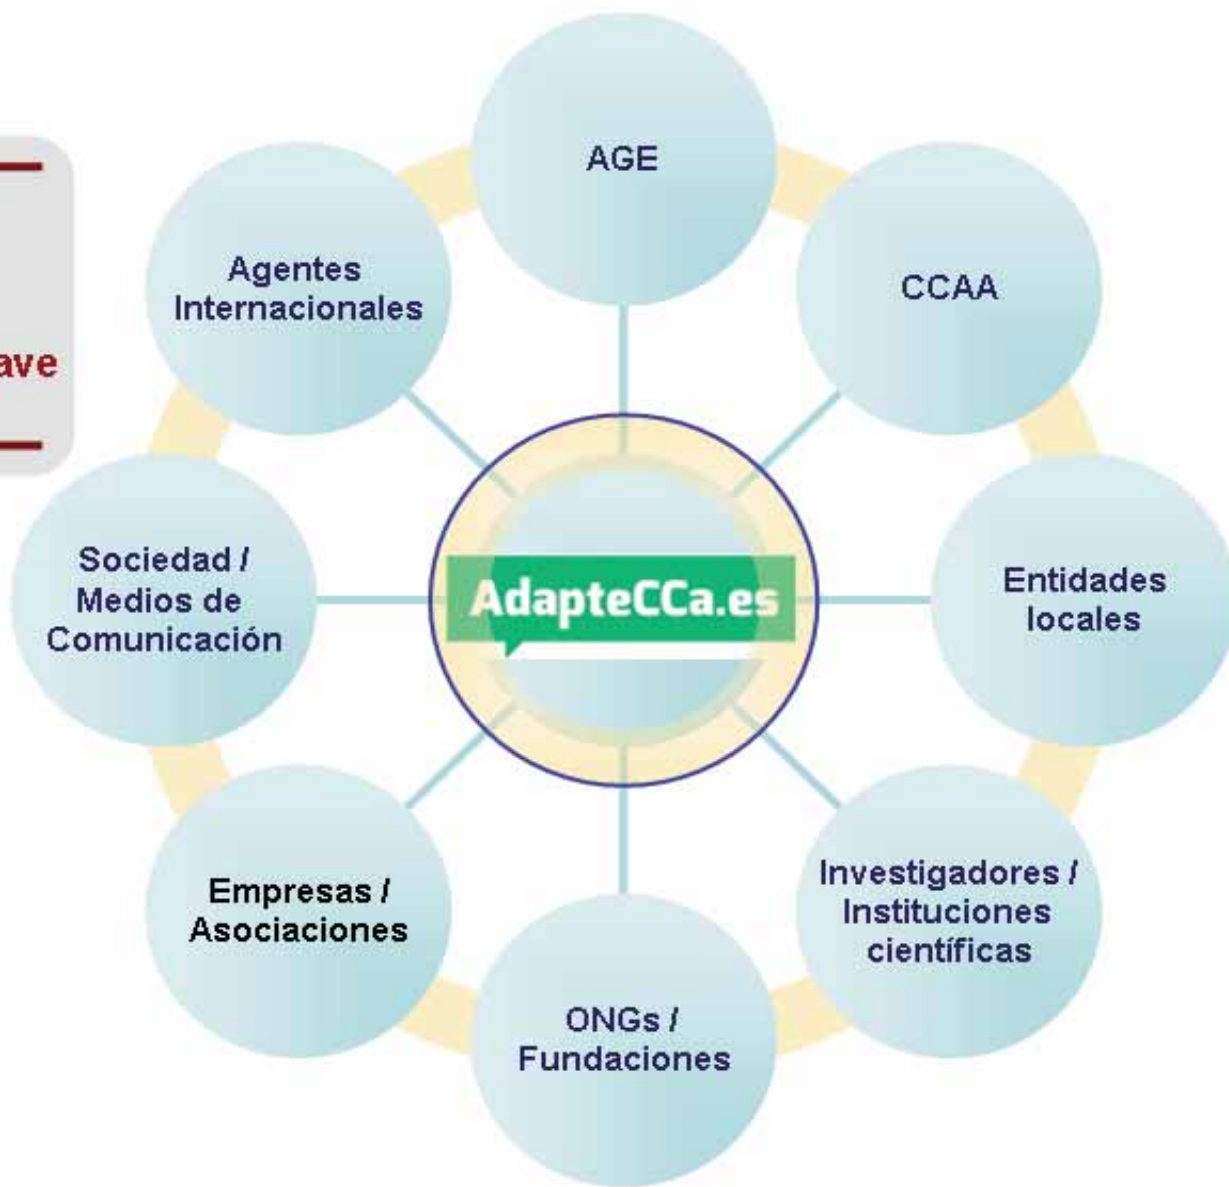 AGE
CCAA
Entidades
locales
Investigadores /
Instituciones
científicas
ONGs /
Fundaciones
Empresas /
Asociaciones
Sociedad /
Medios de
Comunicación
Agentes
Internacionales
AdapteCCa.es